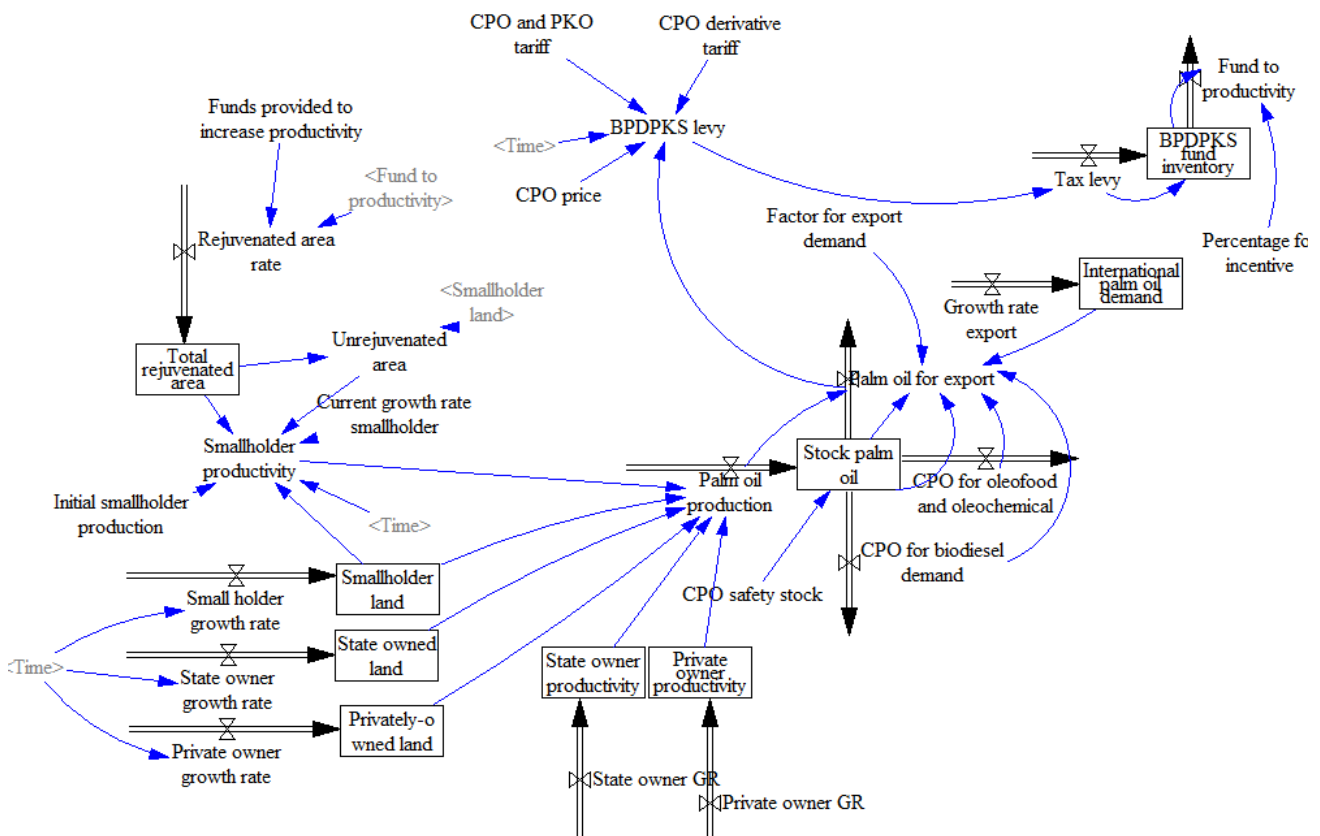 CPO and PKO
tariff
CPO derivative
tariff
Fund to
productivity
Funds provided to
increase productivity
BPDPKS levy
<Time>
BPDPKS
fund
inventory
<Fund to
productivity>
CPO price
Tax levy
Factor for export
demand
Rejuvenated area
rate
Percentage fo
incentive
International
palm oil
demand
<Smallholder
land>
Growth rate
export
Unrejuvenated
area
Total
rejuvenated area
Palm oil for export
Current growth rate
smallholder
Smallholder
productivity
Stock palm
oil
Palm oil
production
CPO for oleofood
and oleochemical
Initial smallholder
production
<Time>
CPO for biodiesel
demand
Smallholder
land
CPO safety stock
Small holder
growth rate
State owned
land
<Time>
State owner
productivity
Private
owner
productivity
State owner
growth rate
Privately-o
wned land
Private owner
growth rate
State owner GR
Private owner GR